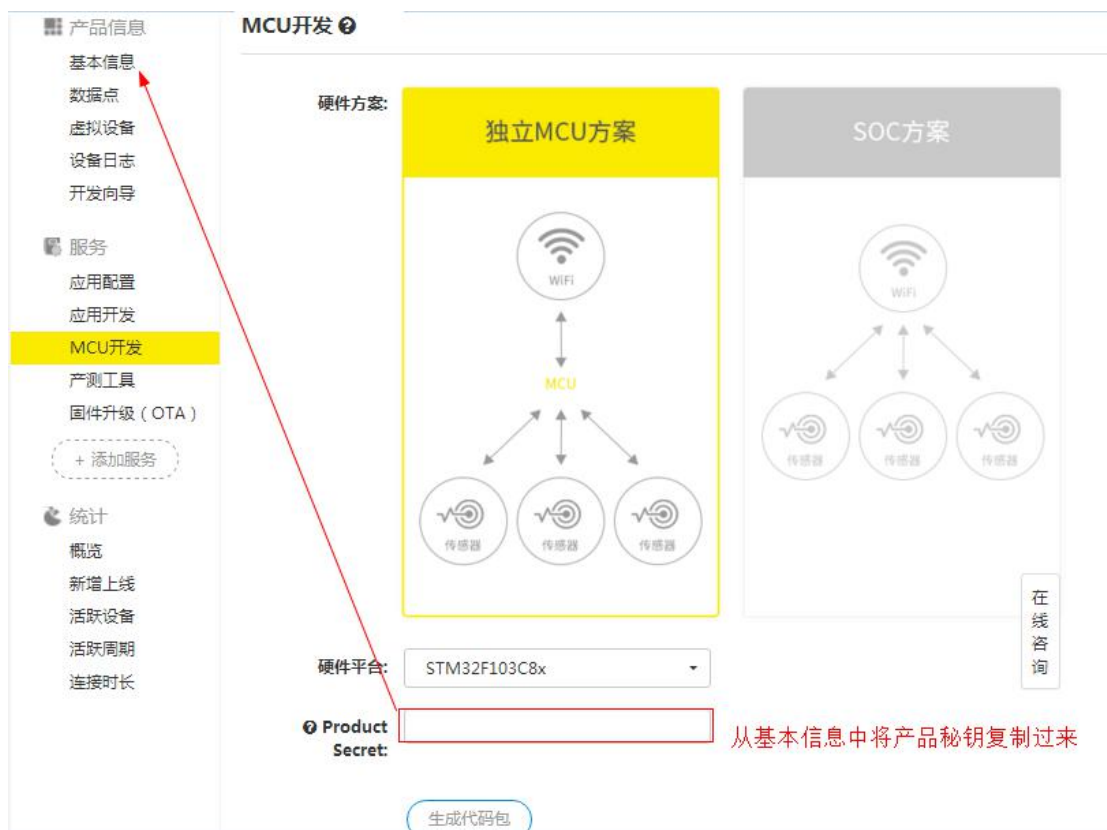 产品信息
基本信息
数据点
虚拟设备
设备日志
开发向导
服务
应用配置
应用开发
MCU开发
产测工具
固件升级（OTA）
+ 添加服务
统计
概览
新增上线
活跃设备
活跃周期
连接时长
MCU开发
硬件方案:
独立MCU方案
WiFi
MCU
传感器 传感器 传感器
SOC方案
WiFi
传感器 传感器 传感器
在
线
咨
询
硬件平台: STM32F103C8x
Product
Secret:
从基本信息中将产品秘钥复制过来
生成代码包